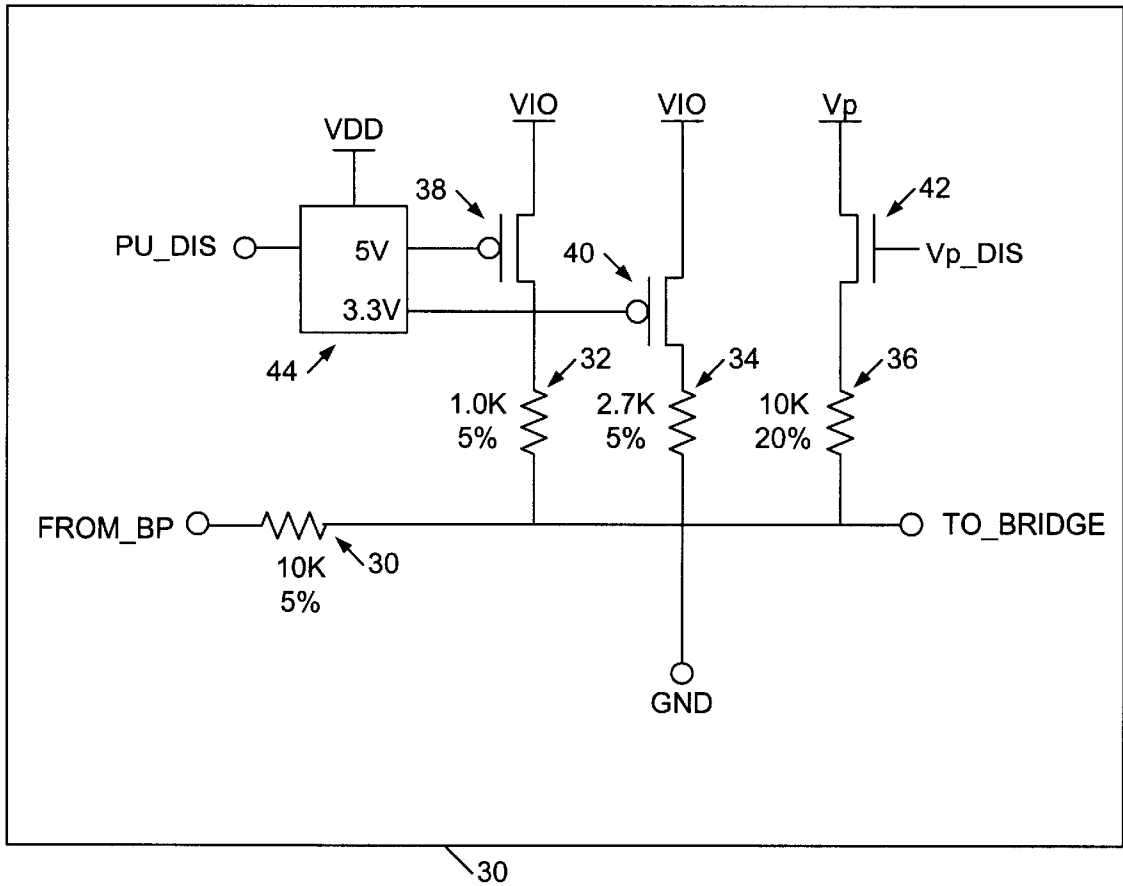 VIO
VIO
Vp
VDD
38
42
PU_DIS
5V
40
Vp_DIS
3.3V
44
32
34
36
1.0K
5%
2.7K
5%
10K
20%
FROM_BP
TO_BRIDGE
30
10K
5%
GND
30